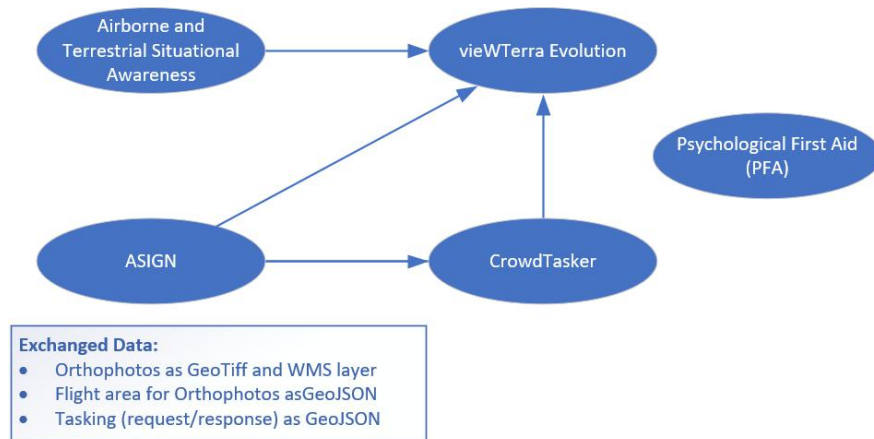 Airborne and
Terrestrial Situational
Awareness
vieWTerra Evolution
Psychological First Aid
(PFA)
ASIGN
CrowdTasker
Exchanged Data:
• Orthophotos as GeoTiff and WMS layer
• Flight area for Orthophotos asGeoJSON
• Tasking (request/response) as GeoJSON